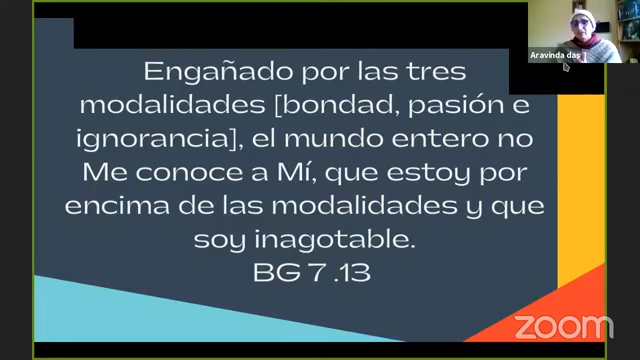 Aravinda das
Engañado por las tres
modalidades [bondad, pasión e
ignorancia], el mundo entero no
Me conoce a Mí, que estoy por
encima de las modalidades y que
soy inagotable.
BG 7 .13
zoom